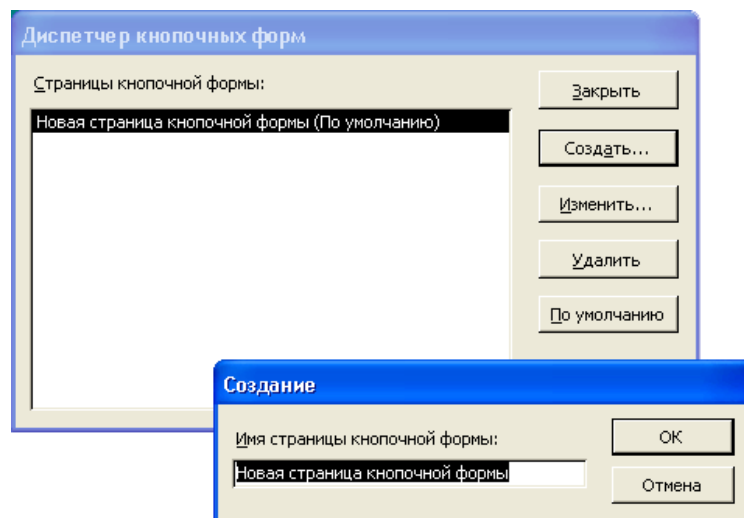 Диспетчер кнопочных форм
Страницы кнопочной формы:
Новая страница кнопочной формы (По умолчанию)
Закрыть
Создать...
Изменить...
Удалить
По умолчанию
Создание
Имя страницы кнопочной формы:
Новая страница кнопочной формы
ОК
Отмена